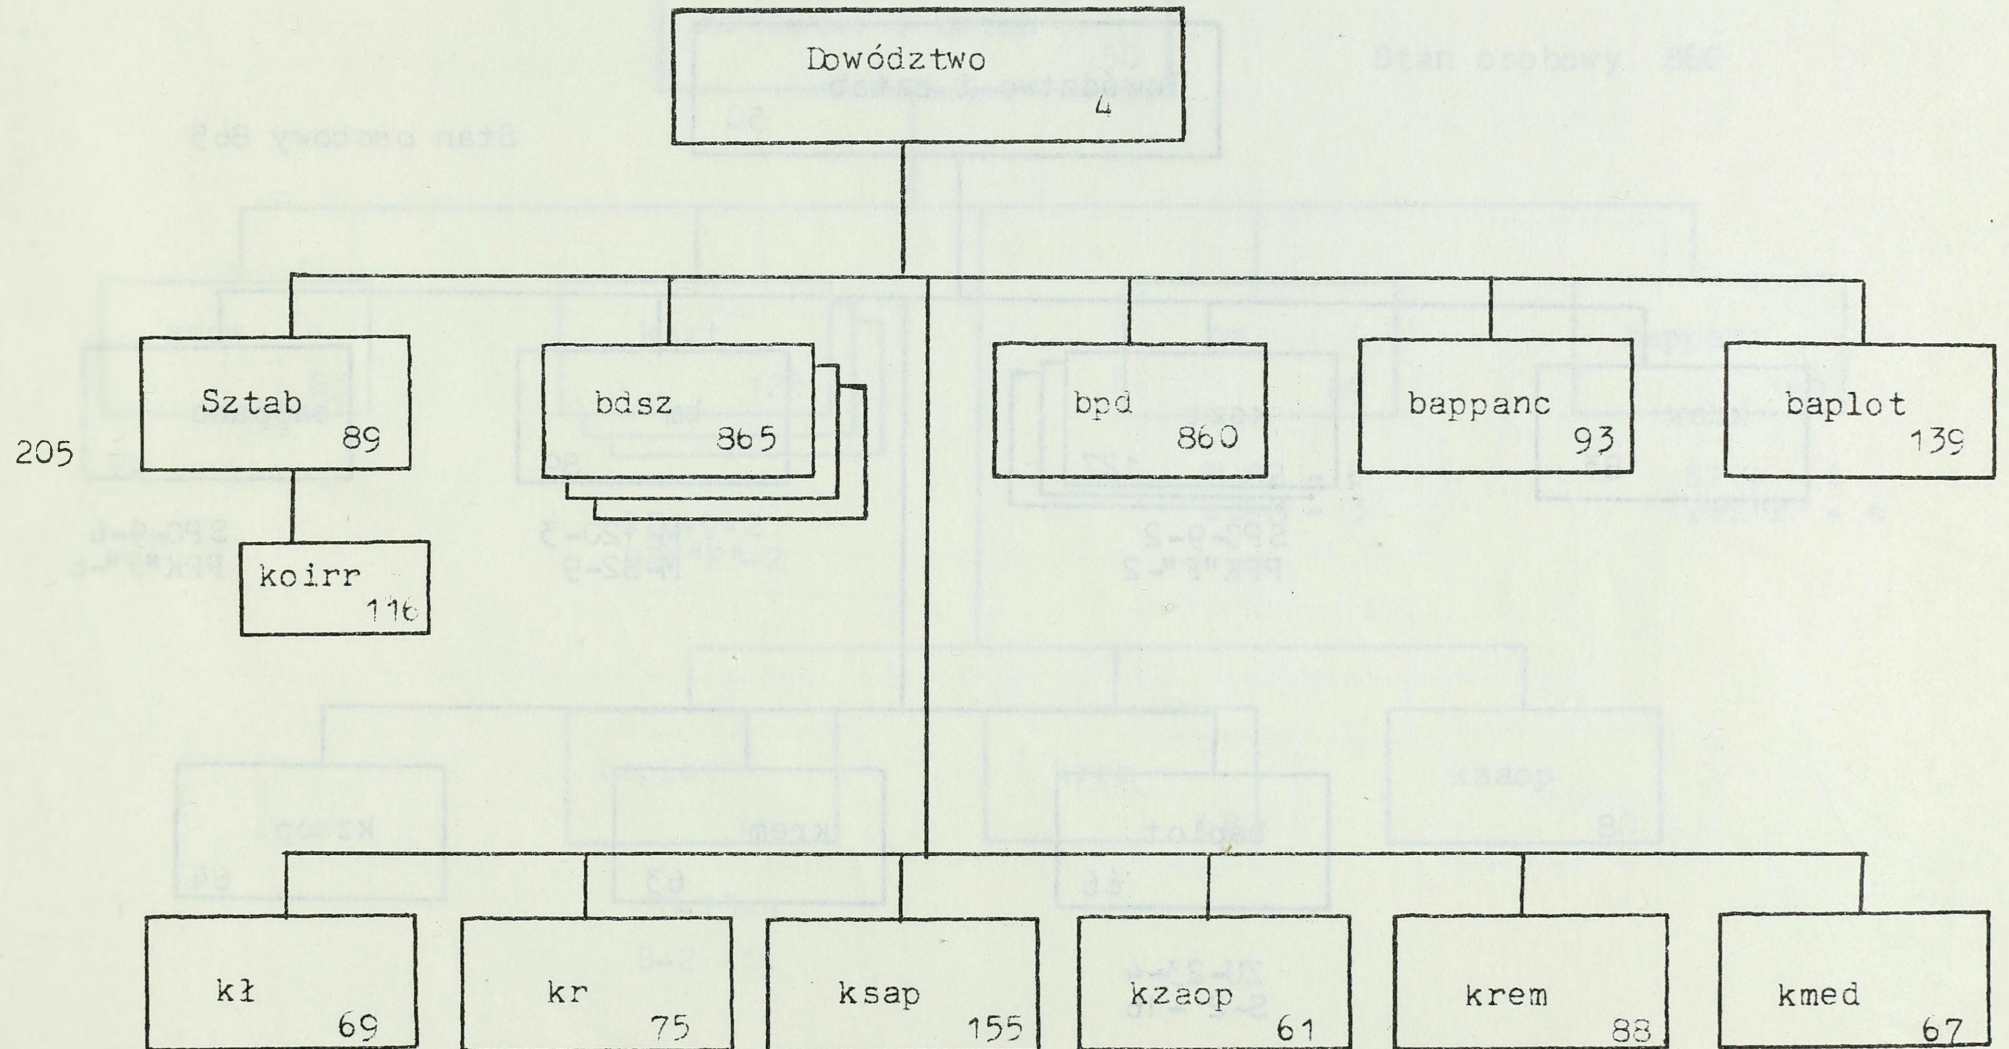 Dowództwo
4
Sztab
89
bdsz
865
bpd
860
bappanc
93
baplot
139
205
koirr
116
kł
69
kr
75
ksap
155
kzaop
61
krem
88
kmed
67